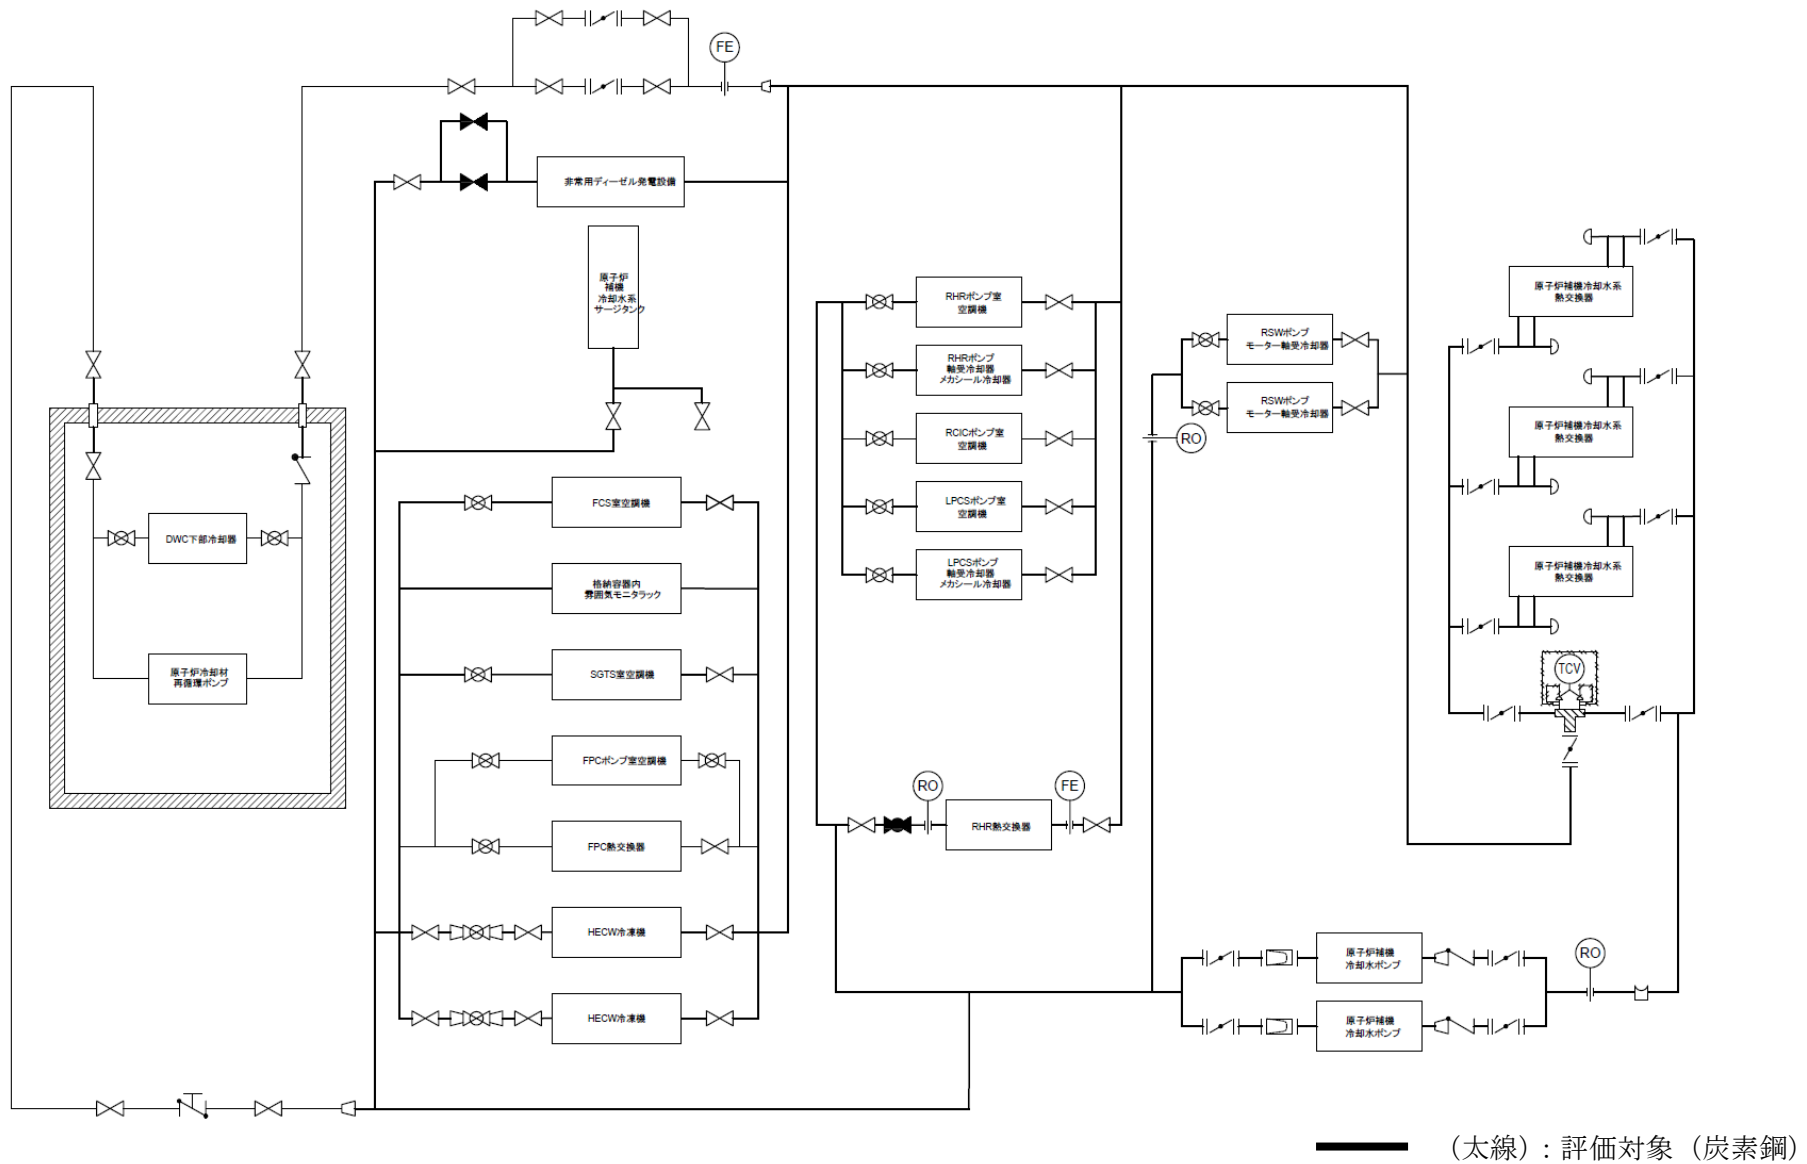 FE
非常用ディーゼル発電設備
原子炉
補機
冷却水系
サージタンク
RHRポンプ室
空調機
RHRポンプ
軸受冷却器
メカシール冷却器
RCICポンプ室
空調機
LPCSポンプ室
空調機
LPCSポンプ
軸受冷却器
メカシール冷却器
RSWポンプ
モーター軸受冷却器
RSWポンプ
モーター軸受冷却器
RO
原子炉補機冷却水系
熱交換器
原子炉補機冷却水系
熱交換器
原子炉補機冷却水系
熱交換器
TCV
FCS室空調機
格納容器内
雰囲気モニタラック
SGTS室空調機
FPCポンプ室空調機
FPC熱交換器
HECW冷凍機
HECW冷凍機
DWC下部冷却器
原子炉冷却材
再循環ポンプ
RO
FE
RHR熱交換器
原子炉補機
冷却水ポンプ
原子炉補機
冷却水ポンプ
RO
（太線）：評価対象（炭素鋼）